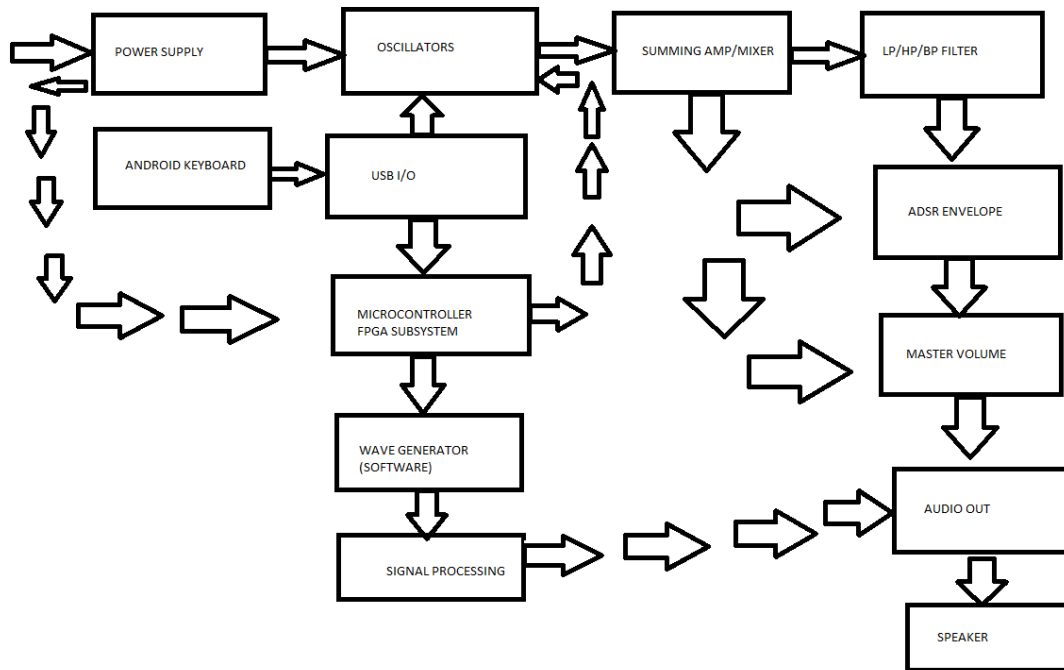 POWER SUPPLY
OSCILLATORS
SUMMING AMP/MIXER
LP/HP/BP FILTER
ANDROID KEYBOARD
USB I/O
ADSR ENVELOPE
MICROCONTROLLER
FPGA SUBSYSTEM
MASTER VOLUME
WAVE GENERATOR
(SOFTWARE)
AUDIO OUT
SIGNAL PROCESSING
SPEAKER